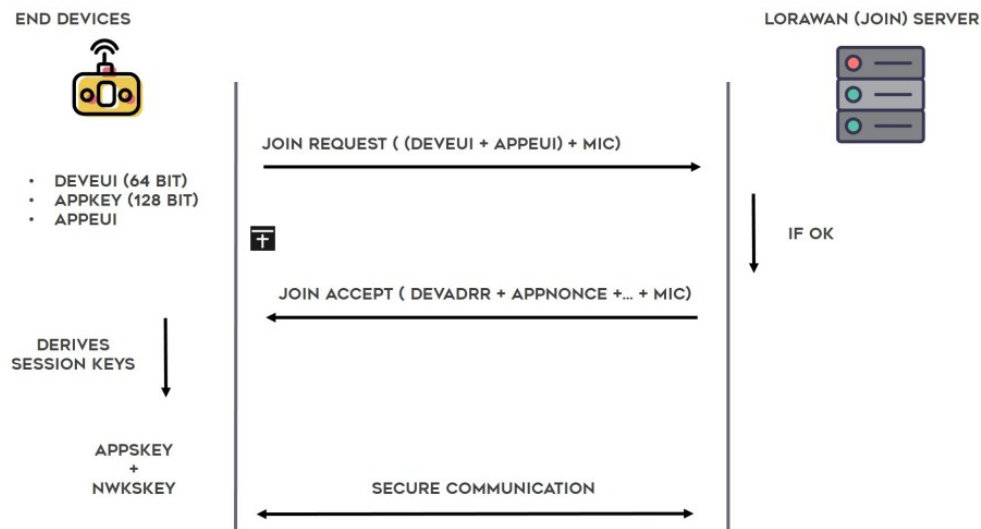 END DEVICES
LORAWAN (JOIN) SERVER
JOIN REQUEST ( (DEVEUI + APPEUI) + MIC)
• DEVEUI (64 BIT)
• APPKEY (128 BIT)
• APPEUI
IF OK
JOIN ACCEPT ( DEVADRR + APPNONCE +... + MIC)
DERIVES
SESSION KEYS
APPSKEY
+
NWKSKEY
SECURE COMMUNICATION